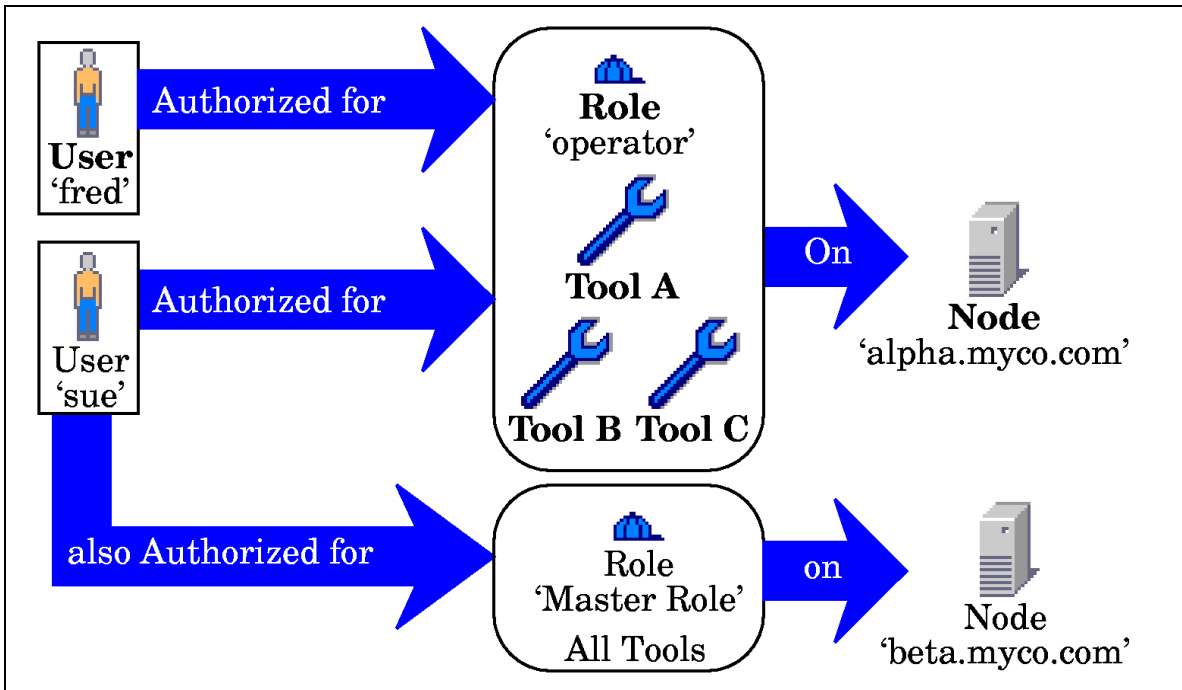 Authorized for
User
‘fred’
Role
‘operator’
Tool A
Tool B
Tool C
On
Node
‘alpha.myco.com’
Authorized for
User
‘sue’
also Authorized for
Role
‘Master Role’
All Tools
on
Node
‘beta.myco.com’